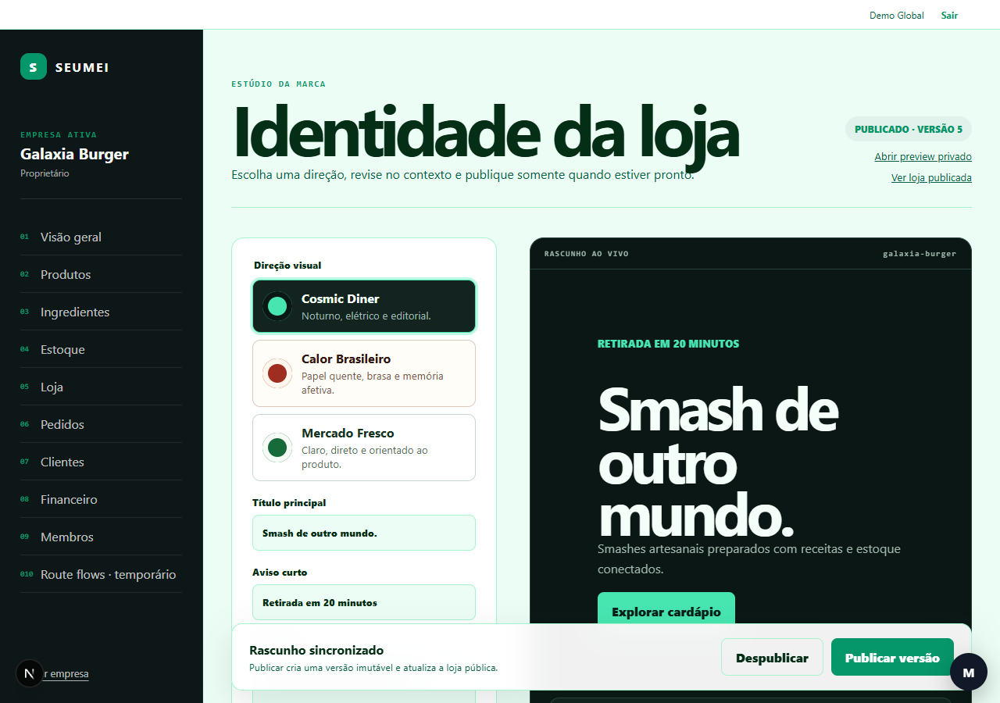 Demo Global
Sair
S
SEUMEI
EMPRESA ATIVA
Galaxia Burger
Proprietário
01 Visão geral
02 Produtos
03 Ingredientes
04 Estoque
05 Loja
06 Pedidos
07 Clientes
08 Financeiro
09 Membros
010 Route flows · temporário
N
r empresa
ESTÚDIO DA MARCA
Identidade da loja
Escolha uma direção, revise no contexto e publique somente quando estiver pronto.
PUBLICADO · VERSÃO 5
Abrir preview privado
Ver loja publicada
Direção visual
Cosmic Diner
Noturno, elétrico e editorial.
Calor Brasileiro
Papel quente, brasa e memória
afetiva.
Mercado Fresco
Claro, direto e orientado ao
produto.
Título principal
Smash de outro mundo.
Aviso curto
Retirada em 20 minutos
RASCUNHO AO VIVO
galaxia-burger
RETIRADA EM 20 MINUTOS
Smash de
outro
mundo.
Smashes artesanais preparados com receitas e estoque
conectados.
Explorar cardápio
Rascunho sincronizado
Publicar cria uma versão imutável e atualiza a loja pública.
Despublicar
Publicar versão
M